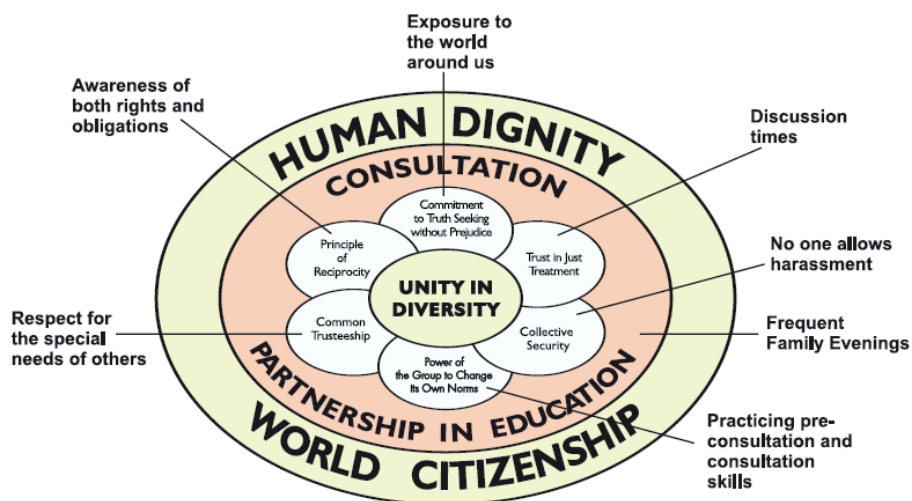 Exposure to
the world
around us
Awareness of
both rights and
obligations
Discussion
times
HUMAN DIGNITY
CONSULTATION
Commitment
to Truth Seeking
without Prejudice
Principle
of
Reciprocity
Trust in Just
Treatment
No one allows
harassment
UNITY IN
DIVERSITY
Respect for
the special
needs of others
Common
Trusteeship
Collective
Security
Frequent
Family Evenings
Power of
the Group to Change
Its Own Norms
PARTNERSHIP IN EDUCATION
WORLD CITIZENSHIP
Practicing pre-
consultation and
consultation
skills